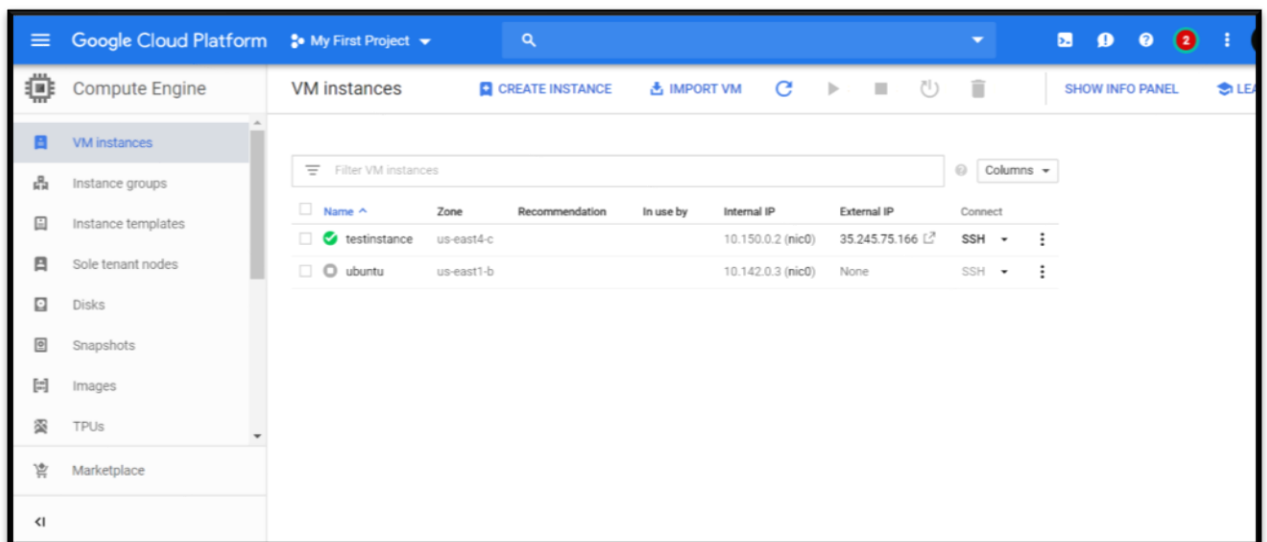 Google Cloud Platform My First Project 2
Compute Engine VM instances CREATE INSTANCE IMPORT VM SHOW INFO PANEL
VM instances
Instance groups
Instance templates
Sole tenant nodes
Disks
Snapshots
Images
TPUs
Marketplace
Filter VM instances Columns
Name Zone Recommendation In use by Internal IP External IP Connect
testinstance us-east4-c 10.150.0.2 (nic0) 35.245.75.166 SSH
ubuntu us-east1-b 10.142.0.3 (nic0) None SSH